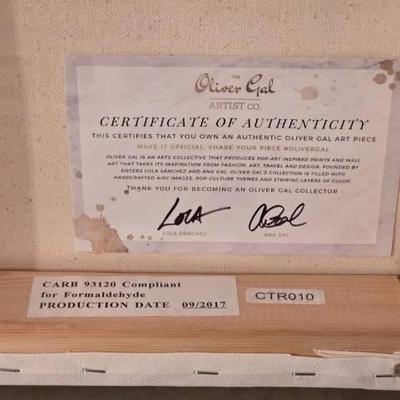 THE
Oliver Gal
ARTIST CO.
CERTIFICATE OF AUTHENTICITY
THIS CERTIFIES THAT YOU OWN AN AUTHENTIC OLIVER GAL ART PIECE
MAKE IT OFFICIAL: SHARE YOUR PIECE #OLIVERGAL
OLIVER GAL IS AN ARTS COLLECTIVE THAT PRODUCES POP-ART INSPIRED PRINTS AND WALL
ART THAT TAKES ITS INSPIRATION FROM FASHION, ART, TRAVEL AND DESIGN. FOUNDED BY
SISTERS LOLA SÁNCHEZ AND ANA GAL, OLIVER GAL'S COLLECTION IS FILLED WITH
HANDCRAFTED AIRY IMAGES, POP CULTURE THEMES AND STRIKING LAYERS OF COLOR
THANK YOU FOR BECOMING AN OLIVER GAL COLLECTOR
LOLA
LOLA SÁNCHEZ
ANA GAL
CARB 93120 Compliant
for Formaldehyde
PRODUCTION DATE 09/2017
CTR010